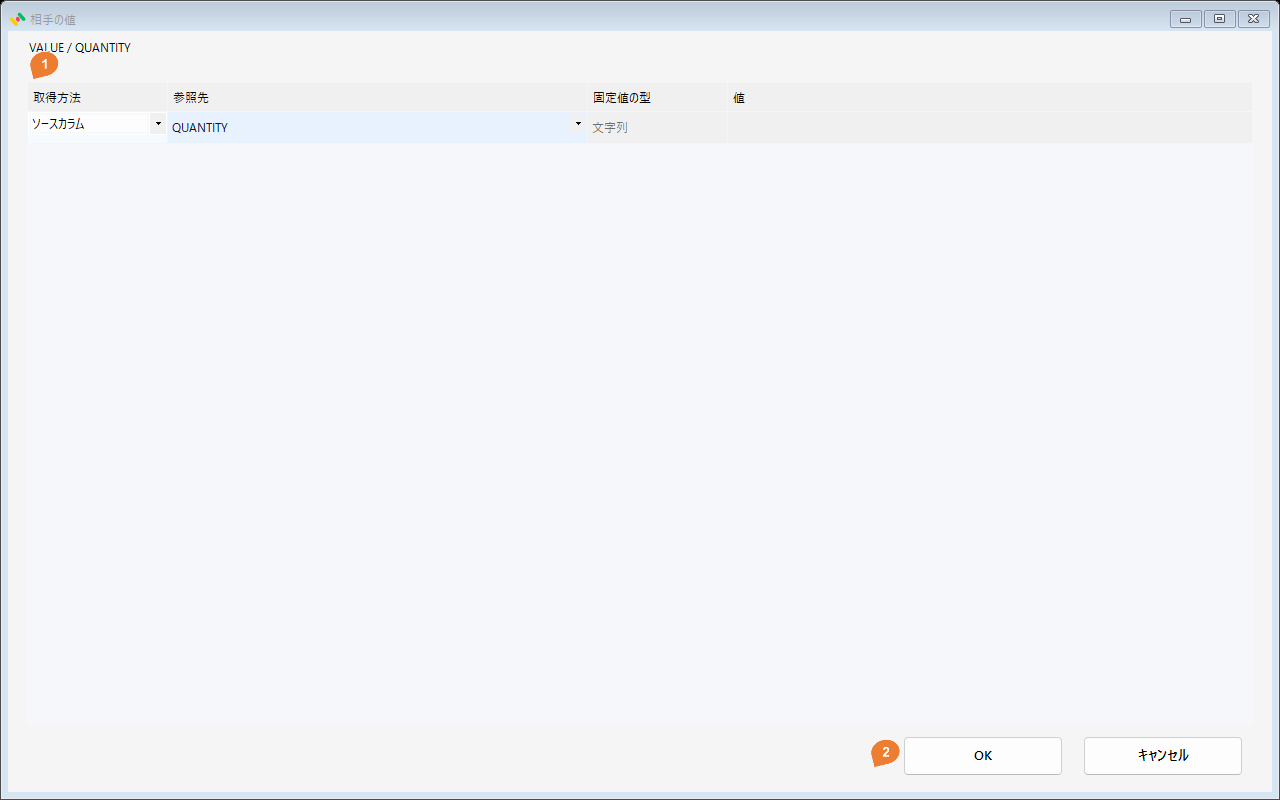 相手の値
VALUE / QUANTITY
1
取得方法 参照先 固定値の型 値
ソースカラム QUANTITY 文字列
2 OK キャンセル